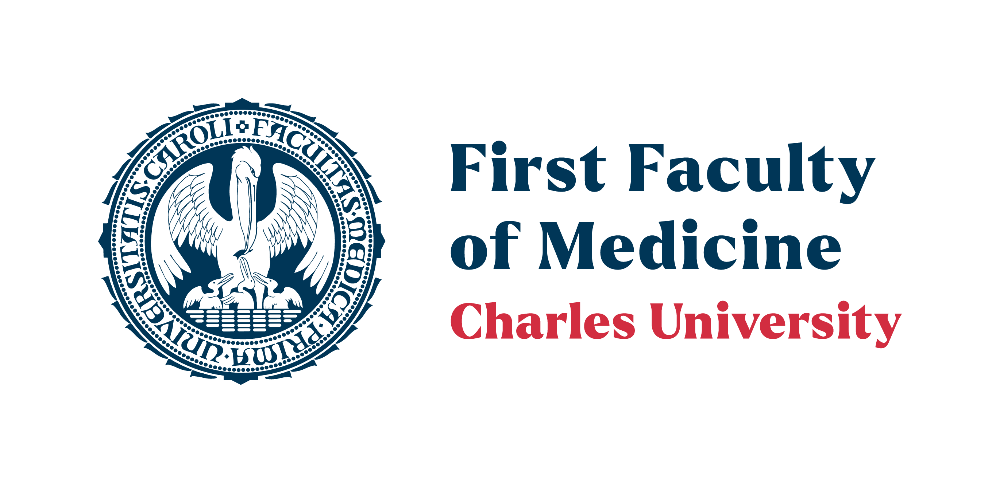 FACULTAS·MEDICA·PRIMA·UNIVERSITATIS·CAROLI
First Faculty
of Medicine
Charles University